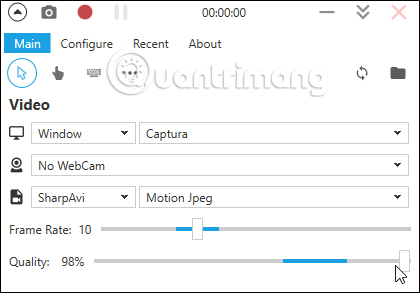 00:00:00
Main Configure Recent About
uantrimang
Video
Window Captura
No WebCam
SharpAvi Motion Jpeg
Frame Rate: 10
Quality: 98%